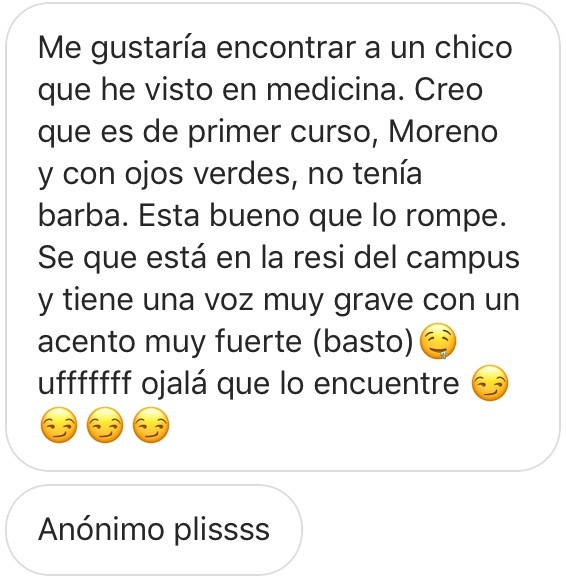 Me gustaría encontrar a un chico
que he visto en medicina. Creo
que es de primer curso, Moreno
y con ojos verdes, no tenía
barba. Esta bueno que lo rompe.
Se que está en la resi del campus
y tiene una voz muy grave con un
acento muy fuerte (basto)🤤
ufffffff ojalá que lo encuentre 😏
😏😏😏
Anónimo plissss